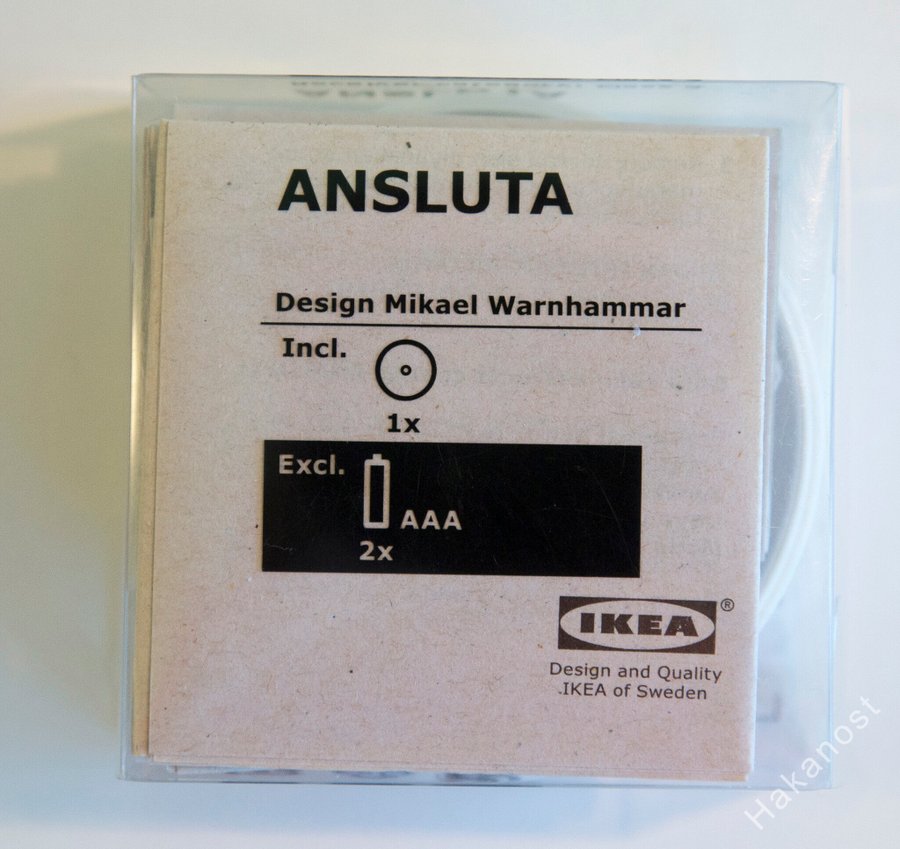 ANSLUTA
Design Mikael Warnhammar
Incl.
1x
Excl.
AAA
2x
IKEA®
Design and Quality
IKEA of Sweden
Hakanost